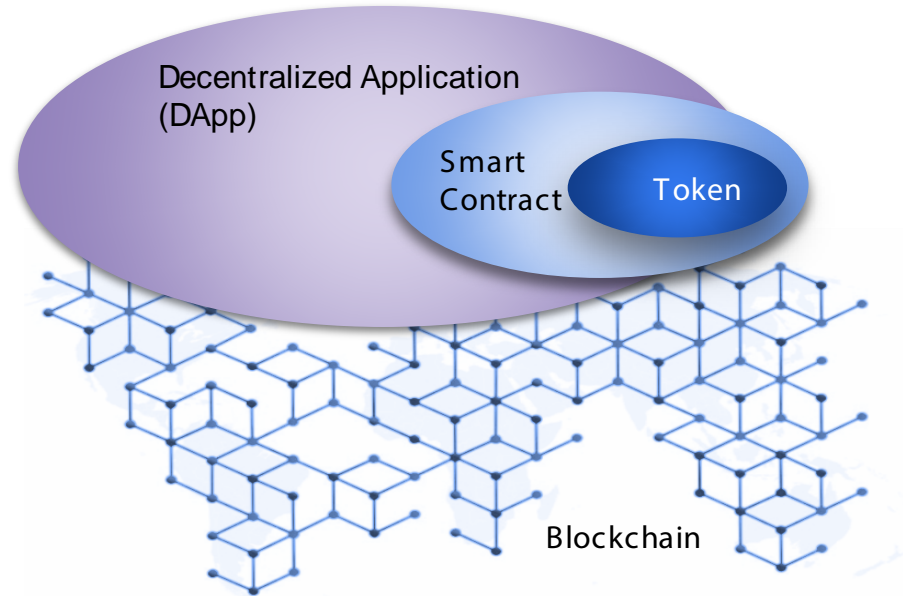 Decentralized Application
(DApp)
Smart
Contract
Token
Blockchain